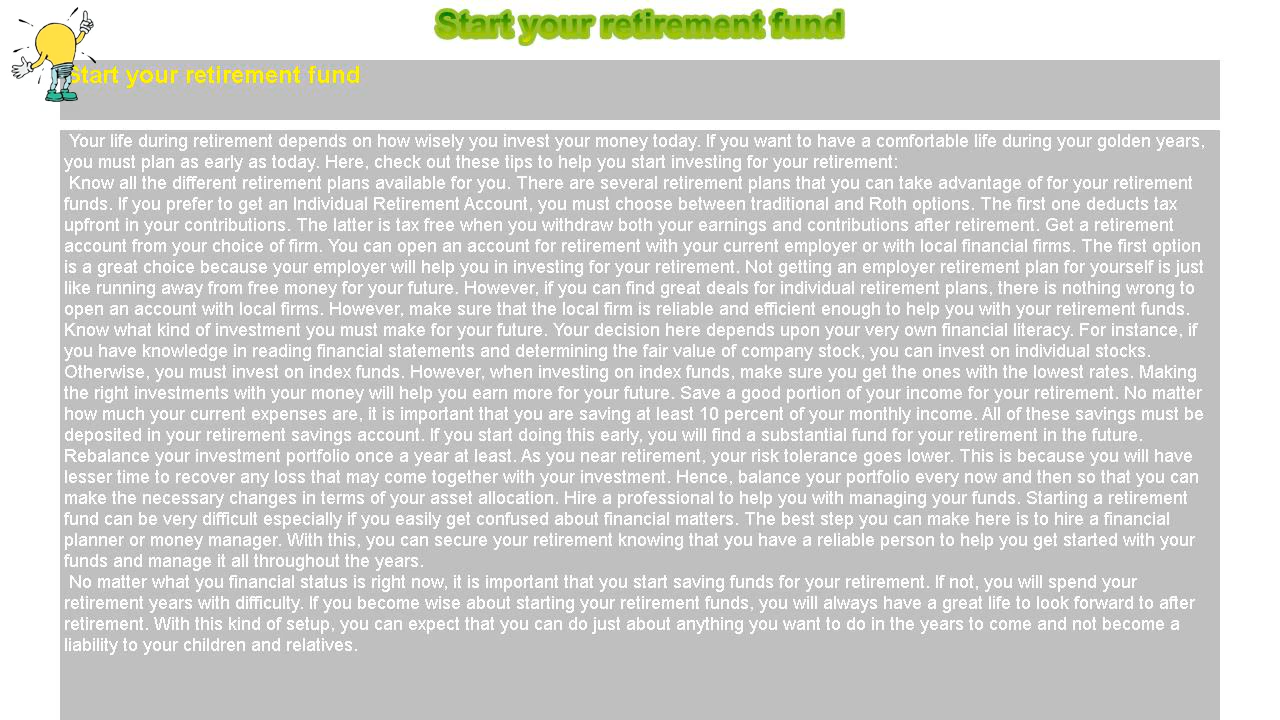 Start your retirement fund
Start your retirement fund
Your life during retirement depends on how wisely you invest your money today. If you want to have a comfortable life during your golden years,
you must plan as early as today. Here, check out these tips to help you start investing for your retirement:
Know all the different retirement plans available for you. There are several retirement plans that you can take advantage of for your retirement
funds. If you prefer to get an Individual Retirement Account, you must choose between traditional and Roth options. The first one deducts tax
upfront in your contributions. The latter is tax free when you withdraw both your earnings and contributions after retirement. Get a retirement
account from your choice of firm. You can open an account for retirement with your current employer or with local financial firms. The first option
is a great choice because your employer will help you in investing for your retirement. Not getting an employer retirement plan for yourself is just
like running away from free money for your future. However, if you can find great deals for individual retirement plans, there is nothing wrong to
open an account with local firms. However, make sure that the local firm is reliable and efficient enough to help you with your retirement funds.
Know what kind of investment you must make for your future. Your decision here depends upon your very own financial literacy. For instance, if
you have knowledge in reading financial statements and determining the fair value of company stock, you can invest on individual stocks.
Otherwise, you must invest on index funds. However, when investing on index funds, make sure you get the ones with the lowest rates. Making
the right investments with your money will help you earn more for your future. Save a good portion of your income for your retirement. No matter
how much your current expenses are, it is important that you are saving at least 10 percent of your monthly income. All of these savings must be
deposited in your retirement savings account. If you start doing this early, you will find a substantial fund for your retirement in the future.
Rebalance your investment portfolio once a year at least. As you near retirement, your risk tolerance goes lower. This is because you will have
lesser time to recover any loss that may come together with your investment. Hence, balance your portfolio every now and then so that you can
make the necessary changes in terms of your asset allocation. Hire a professional to help you with managing your funds. Starting a retirement
fund can be very difficult especially if you easily get confused about financial matters. The best step you can make here is to hire a financial
planner or money manager. With this, you can secure your retirement knowing that you have a reliable person to help you get started with your
funds and manage it all throughout the years.
No matter what you financial status is right now, it is important that you start saving funds for your retirement. If not, you will spend your
retirement years with difficulty. If you become wise about starting your retirement funds, you will always have a great life to look forward to after
retirement. With this kind of setup, you can expect that you can do just about anything you want to do in the years to come and not become a
liability to your children and relatives.